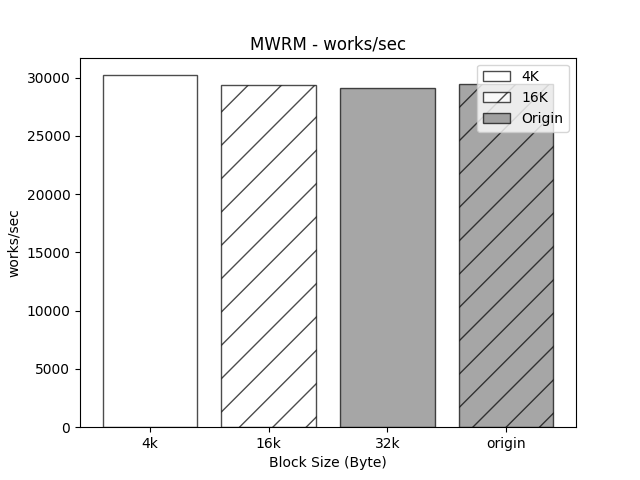 MWRM - works/sec
works/sec
30000
25000
20000
15000
10000
5000
0
4K
16K
Origin
4k 16k 32k origin
Block Size (Byte)